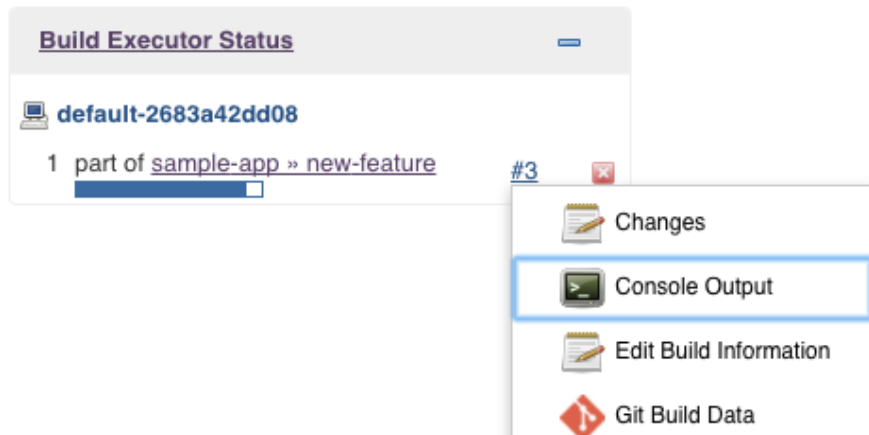 Build Executor Status
default-2683a42dd08
1 part of sample-app » new-feature #3
Changes
Console Output
Edit Build Information
Git Build Data